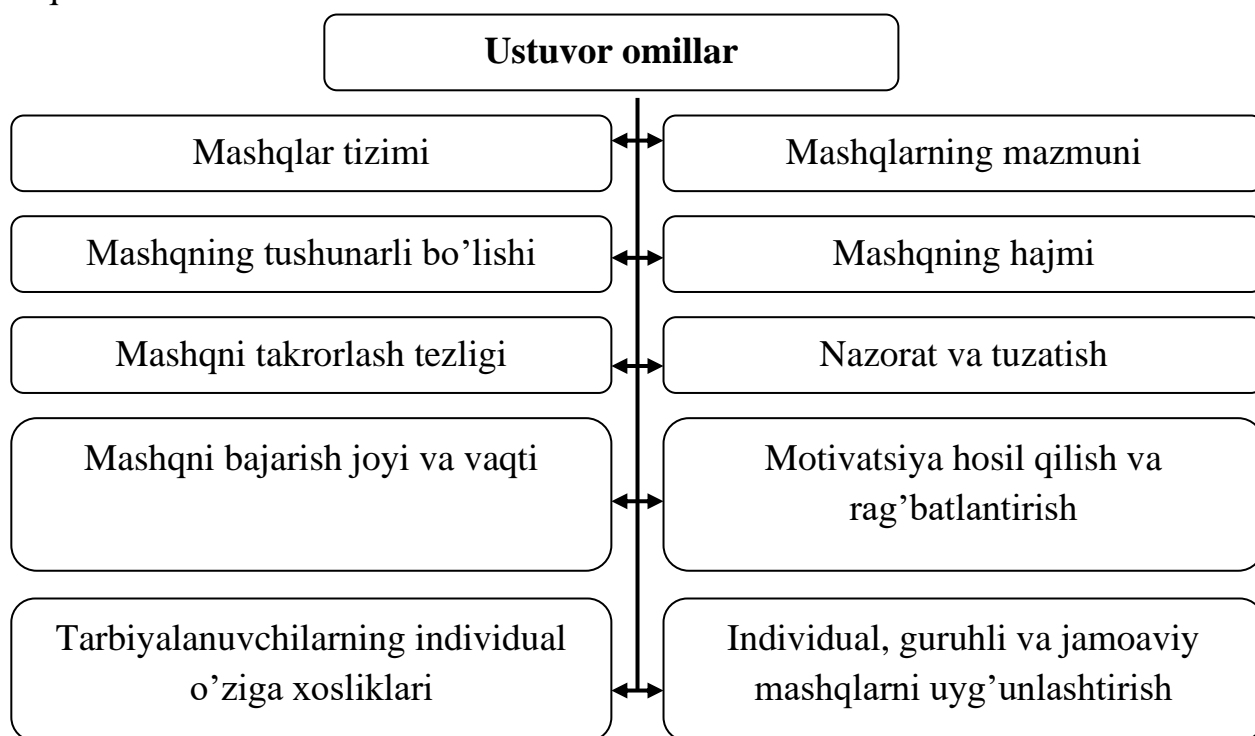 Ustuvor omillar
Mashqlar tizimi
Mashqlarning mazmuni
Mashqning tushunarli bo’lishi
Mashqning hajmi
Mashqni takrorlash tezligi
Nazorat va tuzatish
Mashqni bajarish joyi va vaqti
Motivatsiya hosil qilish va
rag’batlantirish
Tarbiyalanuvchilarning individual
o’ziga xosliklari
Individual, guruhli va jamoaviy
mashqlarni uyg’unlashtirish